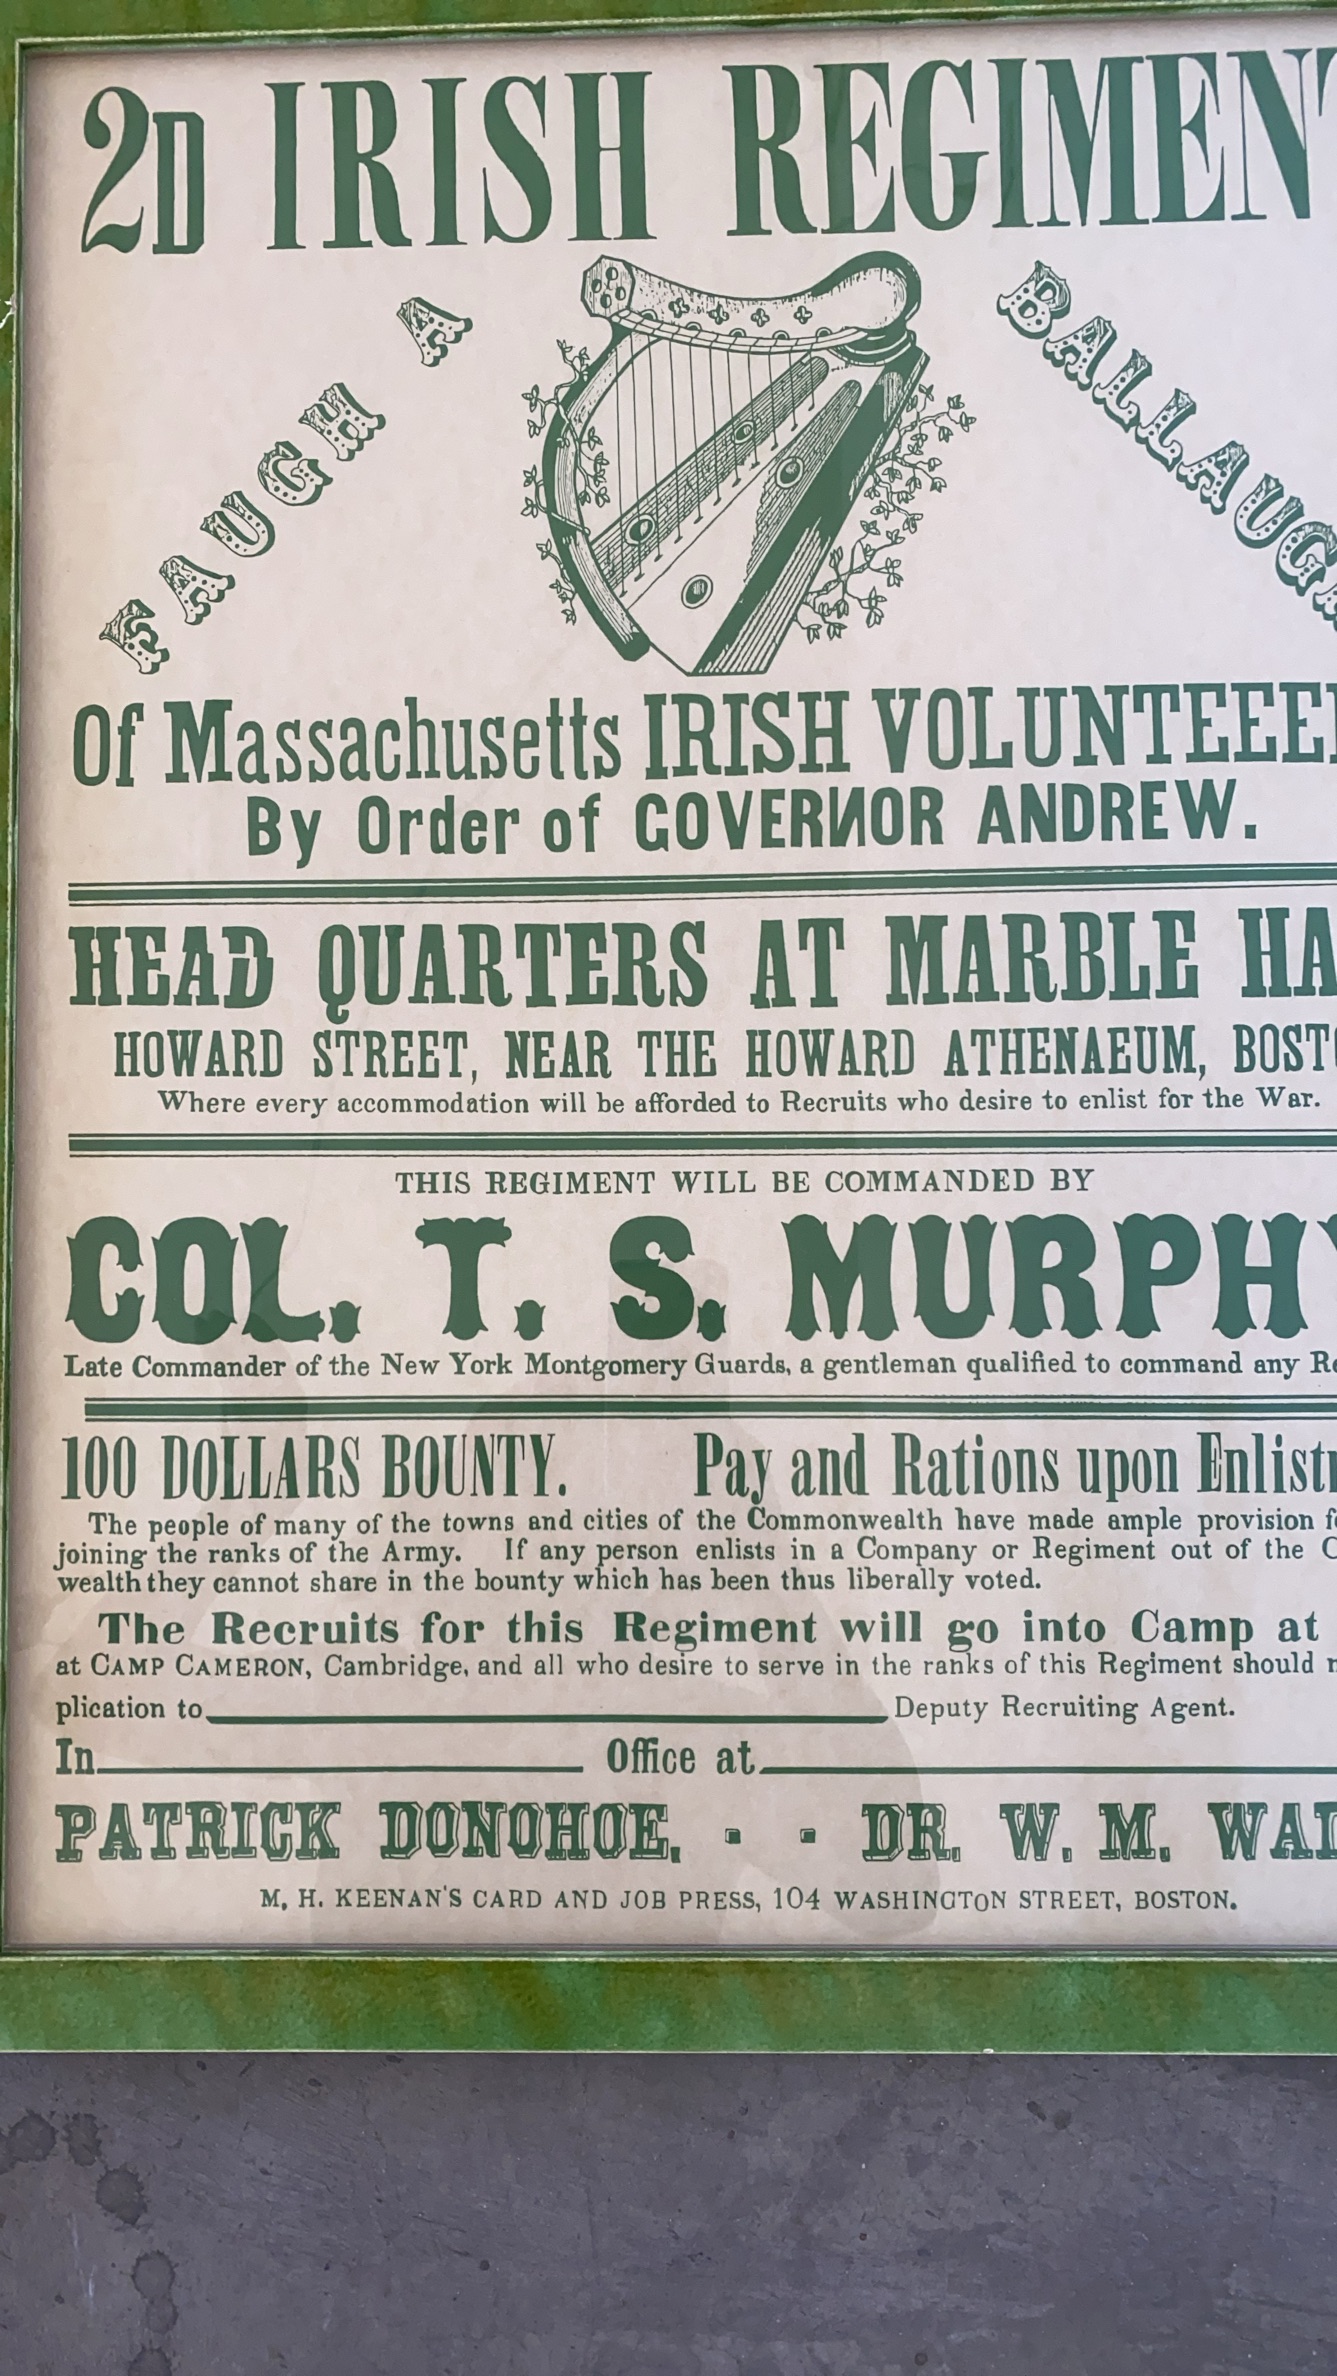 2D IRISH REGIMENT
FAUGH A BALLAUGH
Of Massachusetts IRISH VOLUNTEEE
By Order of GOVERNOR ANDREW.
HEAD QUARTERS AT MARBLE HA
HOWARD STREET, NEAR THE HOWARD ATHENAEUM, BOST
Where every accommodation will be afforded to Recruits who desire to enlist for the War.
THIS REGIMENT WILL BE COMMANDED BY
COL. T. S. MURPHY
Late Commander of the New York Montgomery Guards, a gentleman qualified to command any Re
100 DOLLARS BOUNTY. Pay and Rations upon Enlist
The people of many of the towns and cities of the Commonwealth have made ample provision f
joining the ranks of the Army. If any person enlists in a Company or Regiment out of the C
wealth they cannot share in the bounty which has been thus liberally voted.
The Recruits for this Regiment will go into Camp at
at CAMP CAMERON, Cambridge, and all who desire to serve in the ranks of this Regiment should
plication to Deputy Recruiting Agent.
In Office at
PATRICK DONOHOE, - - DR. W. M. WAL
M. H. KEENAN'S CARD AND JOB PRESS, 104 WASHINGTON STREET, BOSTON.